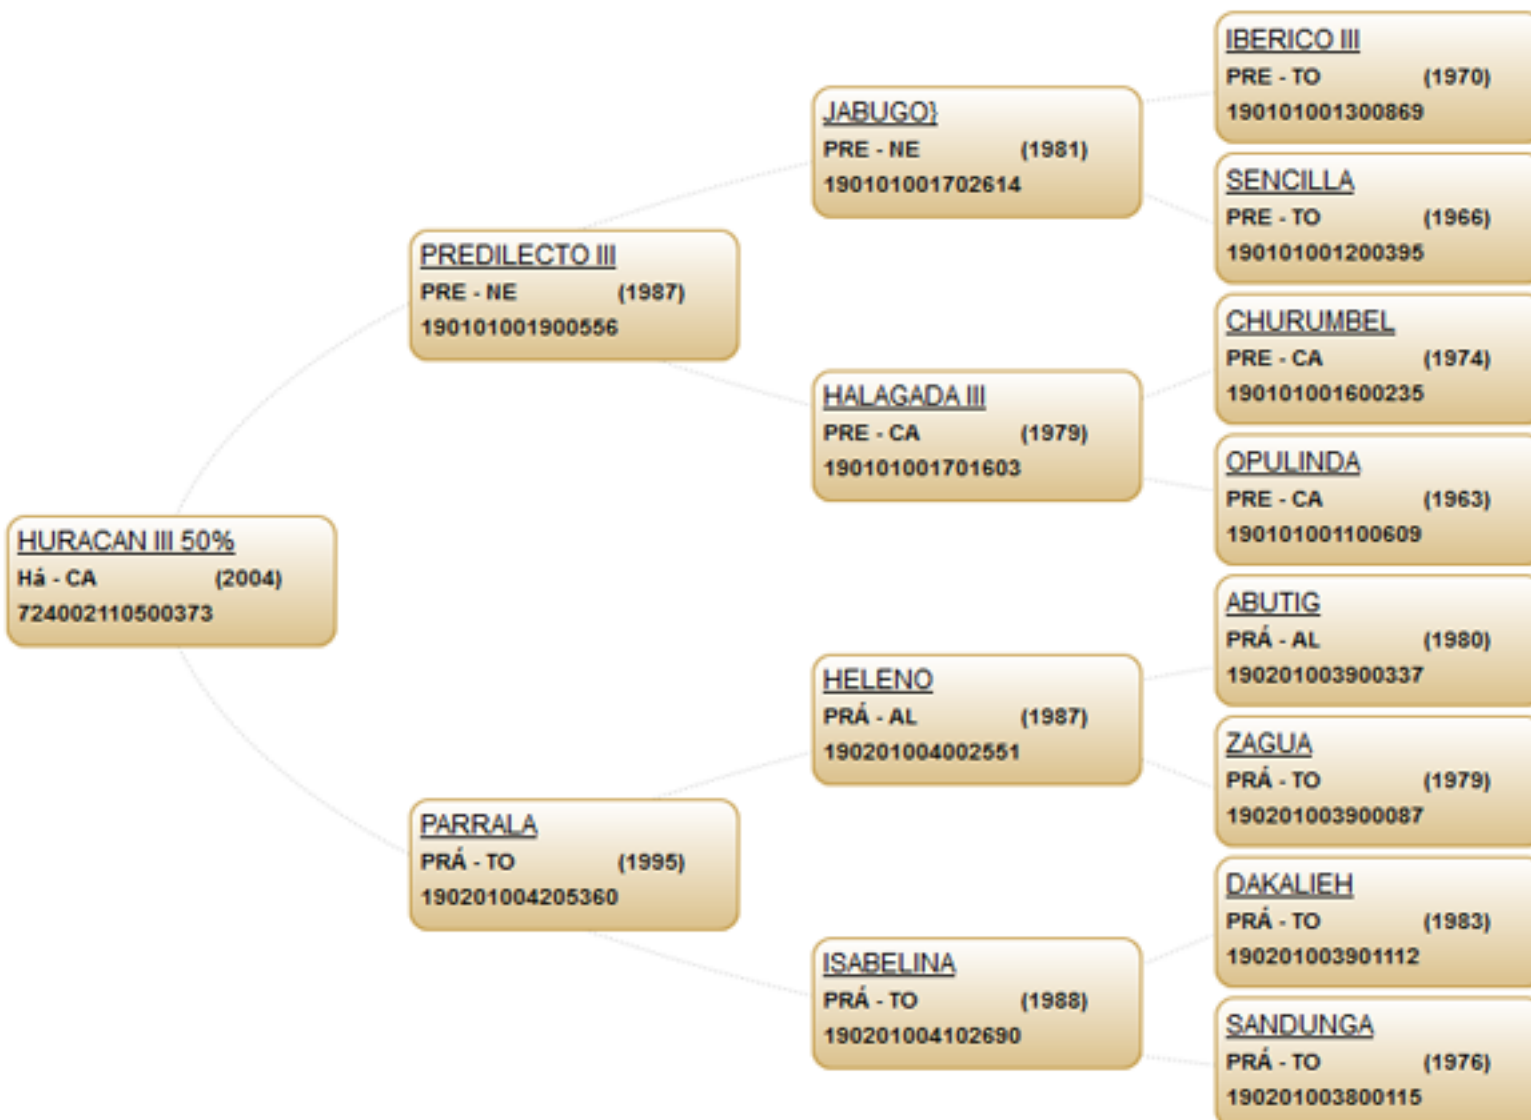 IBERICO III
PRE - TO (1970)
190101001300869
JABUGO}
PRE - NE (1981)
190101001702614
SENCILLA
PRE - TO (1966)
190101001200395
PREDILECTO III
PRE - NE (1987)
190101001900556
CHURUMBEL
PRE - CA (1974)
190101001600235
HALAGADA III
PRE - CA (1979)
190101001701603
OPULINDA
PRE - CA (1963)
190101001100609
HURACAN III 50%
Há - CA (2004)
724002110500373
ABUTIG
PRÁ - AL (1980)
190201003900337
HELENO
PRÁ - AL (1987)
190201004002551
ZAGUA
PRÁ - TO (1979)
190201003900087
PARRALA
PRÁ - TO (1995)
190201004205360
DAKALIEH
PRÁ - TO (1983)
190201003901112
ISABELINA
PRÁ - TO (1988)
190201004102690
SANDUNGA
PRÁ - TO (1976)
190201003800115